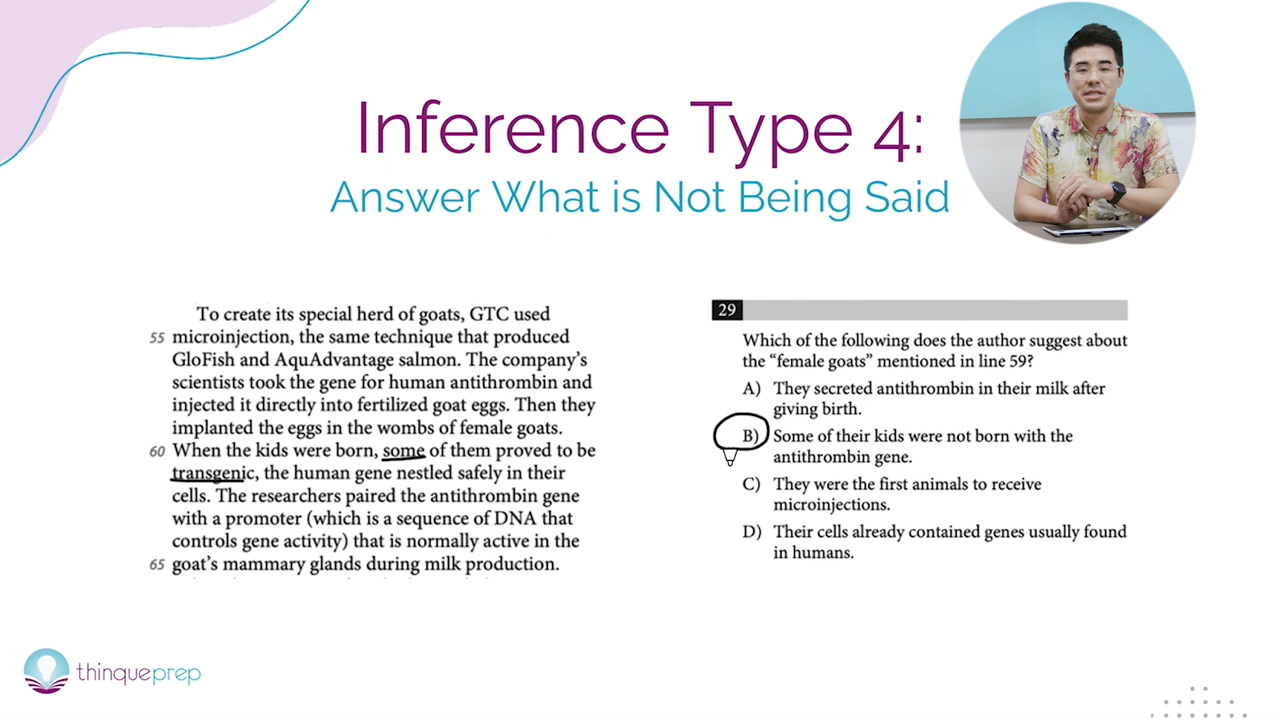 Inference Type 4:
Answer What is Not Being Said
To create its special herd of goats, GTC used
55 microinjection, the same technique that produced
GloFish and AquAdvantage salmon. The company's
scientists took the gene for human antithrombin and
injected it directly into fertilized goat eggs. Then they
implanted the eggs in the wombs of female goats.
60 When the kids were born, some of them proved to be
transgenic, the human gene nestled safely in their
cells. The researchers paired the antithrombin gene
with a promoter (which is a sequence of DNA that
controls gene activity) that is normally active in the
65 goat's mammary glands during milk production.
29
Which of the following does the author suggest about
the "female goats" mentioned in line 59?
A) They secreted antithrombin in their milk after
giving birth.
B) Some of their kids were not born with the
antithrombin gene.
C) They were the first animals to receive
microinjections.
D) Their cells already contained genes usually found
in humans.
thinqueprep